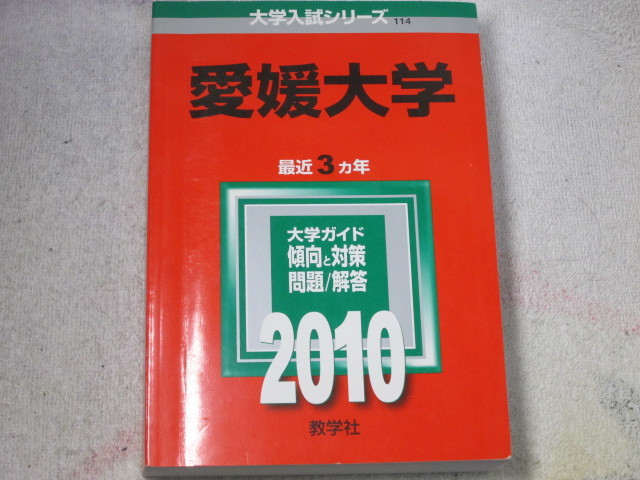 大学入試シリーズ 114
愛媛大学
最近3ヵ年
大学ガイド
傾向と対策
問題/解答
2010
教学社